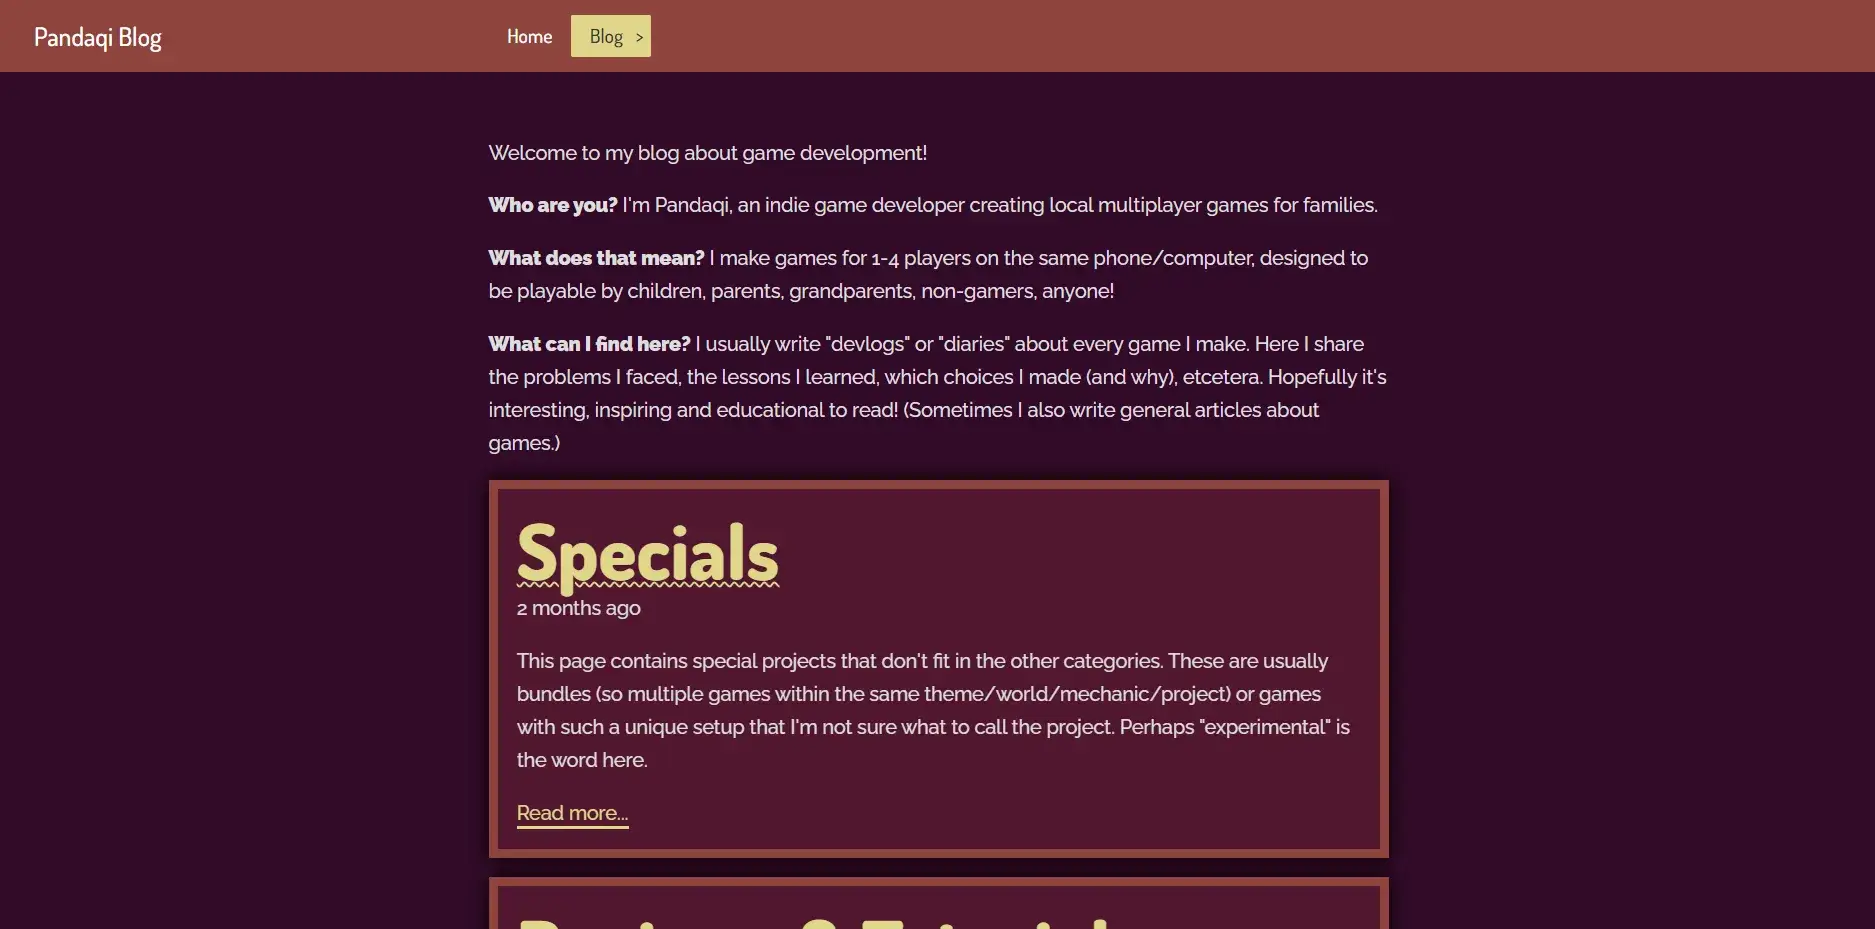 Pandaqi Blog
Home
Blog >
Welcome to my blog about game development!
Who are you? I'm Pandaqi, an indie game developer creating local multiplayer games for families.
What does that mean? I make games for 1-4 players on the same phone/computer, designed to
be playable by children, parents, grandparents, non-gamers, anyone!
What can I find here? I usually write "devlogs" or "diaries" about every game I make. Here I share
the problems I faced, the lessons I learned, which choices I made (and why), etcetera. Hopefully it's
interesting, inspiring and educational to read! (Sometimes I also write general articles about
games.)
Specials
2 months ago
This page contains special projects that don't fit in the other categories. These are usually
bundles (so multiple games within the same theme/world/mechanic/project) or games
with such a unique setup that I'm not sure what to call the project. Perhaps "experimental" is
the word here.
Read more...